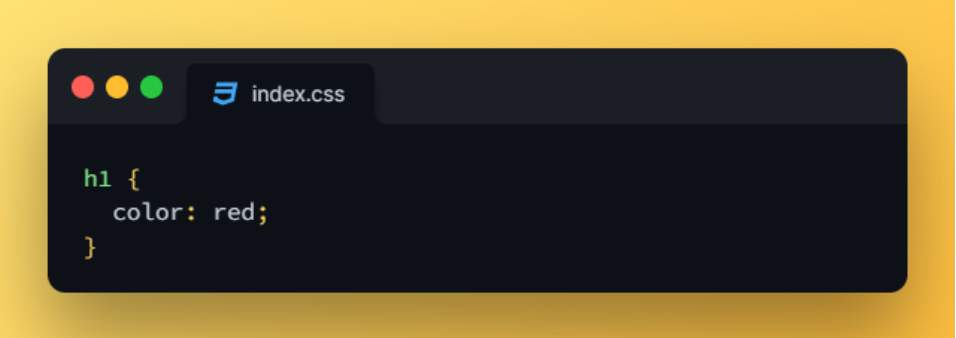 index.css
h1 {
  color: red;
}